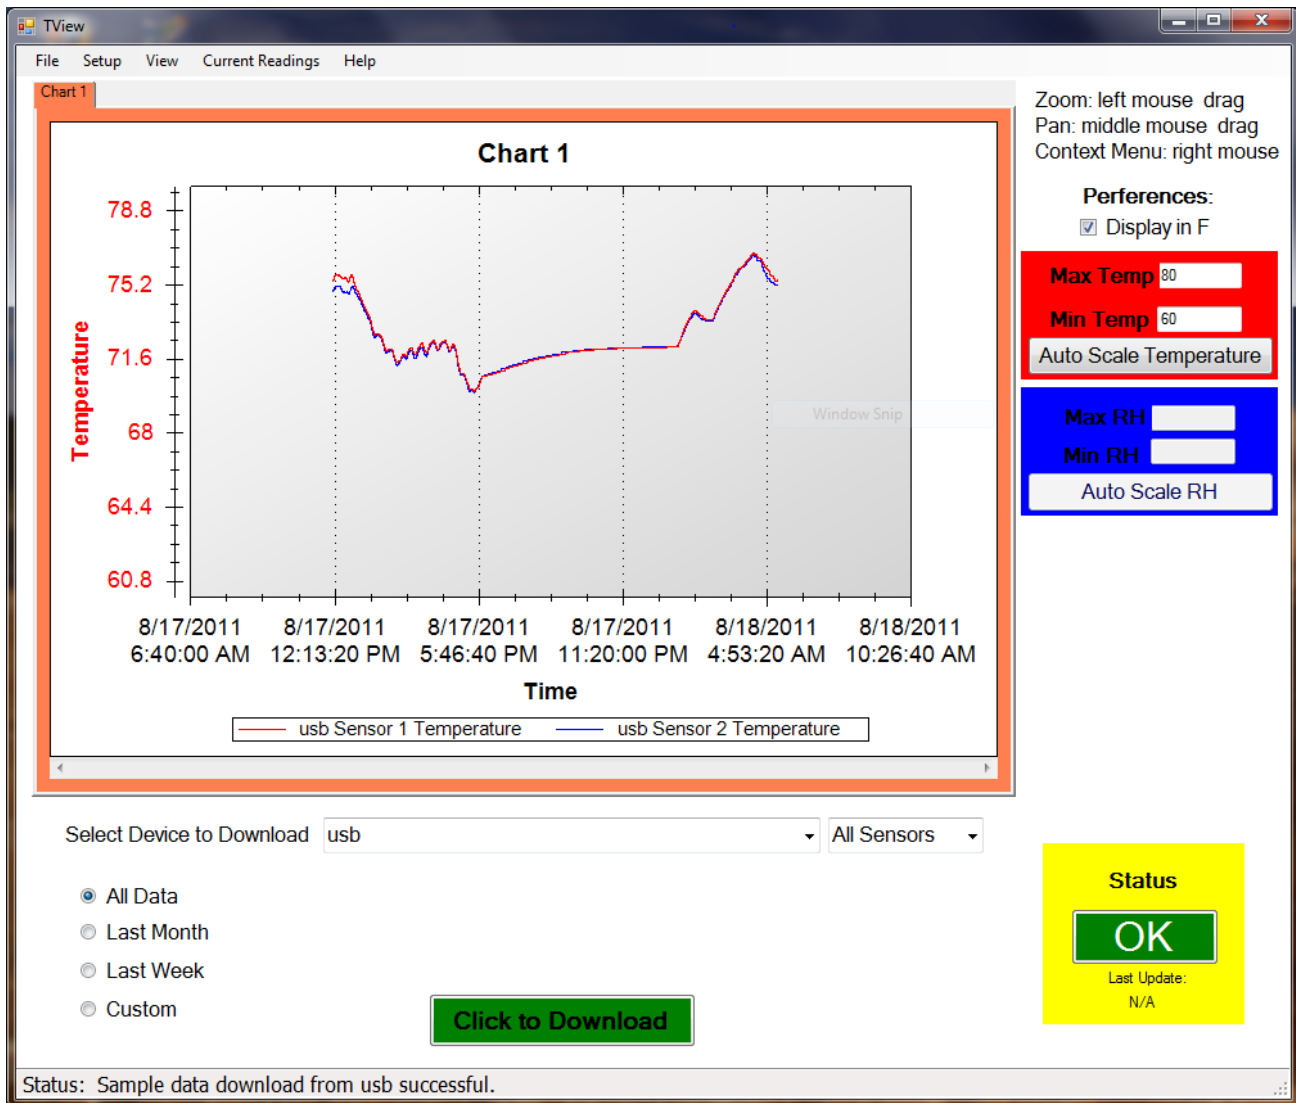 TView
File Setup View Current Readings Help
Chart 1
Zoom: left mouse drag
Pan: middle mouse drag
Context Menu: right mouse
Perferences:
Display in F
Max Temp 80
Min Temp 60
Auto Scale Temperature
Max RH
Min RH
Auto Scale RH
Chart 1
Temperature
78.8
75.2
71.6
68
64.4
60.8
Window Snip
8/17/2011 8/17/2011 8/17/2011 8/17/2011 8/18/2011 8/18/2011
6:40:00 AM 12:13:20 PM 5:46:40 PM 11:20:00 PM 4:53:20 AM 10:26:40 AM
Time
usb Sensor 1 Temperature usb Sensor 2 Temperature
Select Device to Download usb All Sensors
All Data
Last Month
Last Week
Custom
Click to Download
Status
OK
Last Update:
N/A
Status: Sample data download from usb successful.